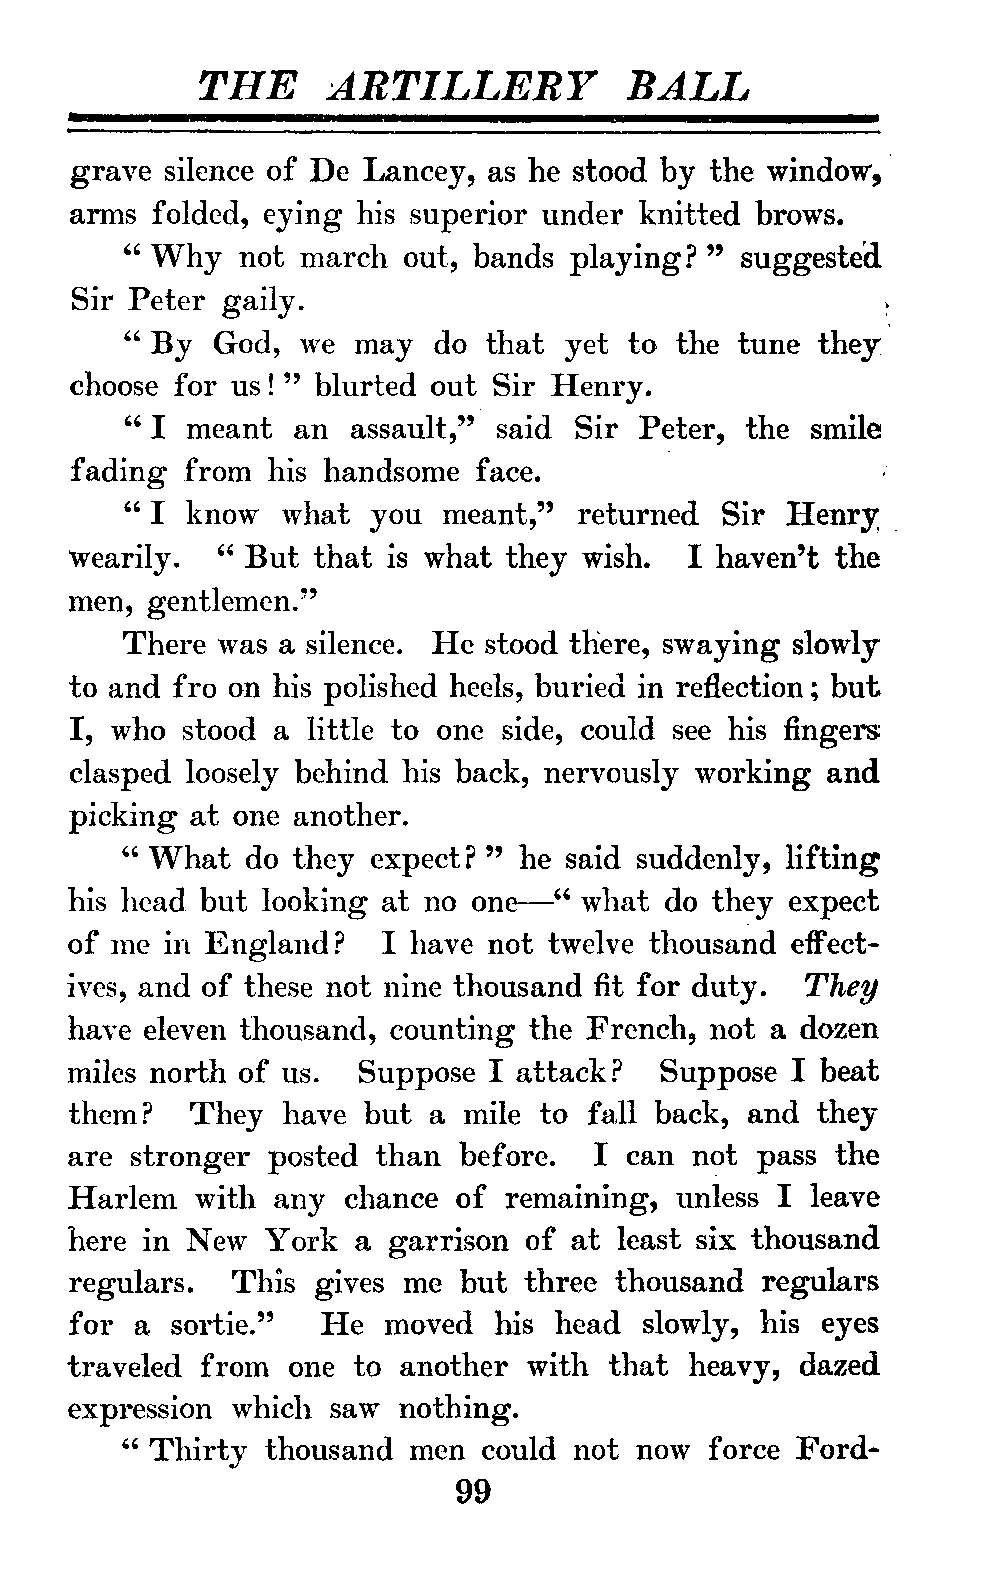 THE ARTILLERY BALL
grave silence of De Lancey, as he stood by the window,
arms folded, eying his superior under knitted brows.
“ Why not march out, bands playing? ” suggested
Sir Peter gaily.
“ By God, we may do that yet to the tune they
choose for us! ” blurted out Sir Henry.
“ I meant an assault,” said Sir Peter, the smile
fading from his handsome face.
“ I know what you meant,” returned Sir Henry
wearily. “ But that is what they wish. I haven’t the
men, gentlemen.”
There was a silence. He stood there, swaying slowly
to and fro on his polished heels, buried in reflection; but
I, who stood a little to one side, could see his fingers
clasped loosely behind his back, nervously working and
picking at one another.
“ What do they expect? ” he said suddenly, lifting
his head but looking at no one—“ what do they expect
of me in England? I have not twelve thousand effect-
ives, and of these not nine thousand fit for duty. They
have eleven thousand, counting the French, not a dozen
miles north of us. Suppose I attack? Suppose I beat
them? They have but a mile to fall back, and they
are stronger posted than before. I can not pass the
Harlem with any chance of remaining, unless I leave
here in New York a garrison of at least six thousand
regulars. This gives me but three thousand regulars
for a sortie.” He moved his head slowly, his eyes
traveled from one to another with that heavy, dazed
expression which saw nothing.
“ Thirty thousand men could not now force Ford-
99